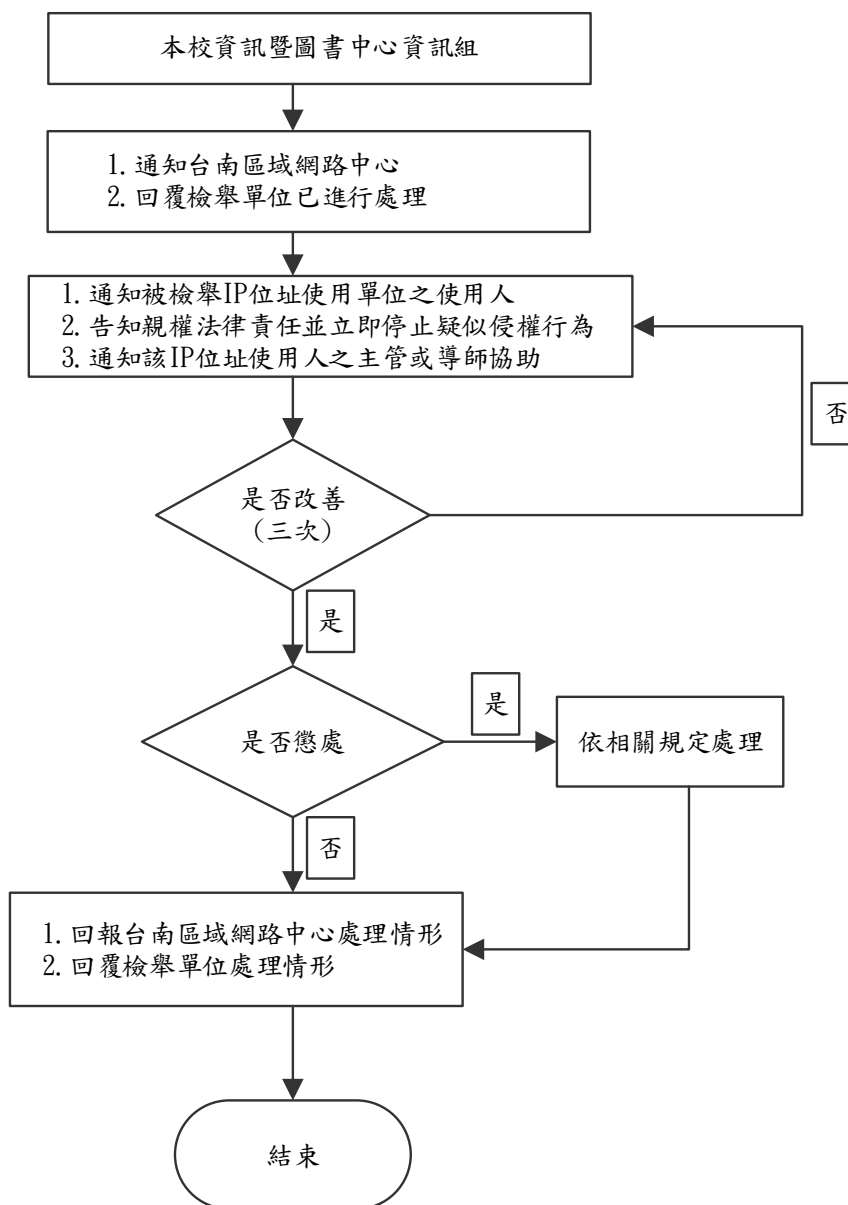 本校資訊暨圖書中心資訊組
1. 通知台南區域網路中心
2. 回覆檢舉單位已進行處理
1. 通知被檢舉IP位址使用單位之使用人
2. 告知親權法律責任並立即停止疑似侵權行為
3. 通知該IP位址使用人之主管或導師協助
否
是否改善
(三次)
是
是否懲處
是
依相關規定處理
否
1. 回報台南區域網路中心處理情形
2. 回覆檢舉單位處理情形
結束